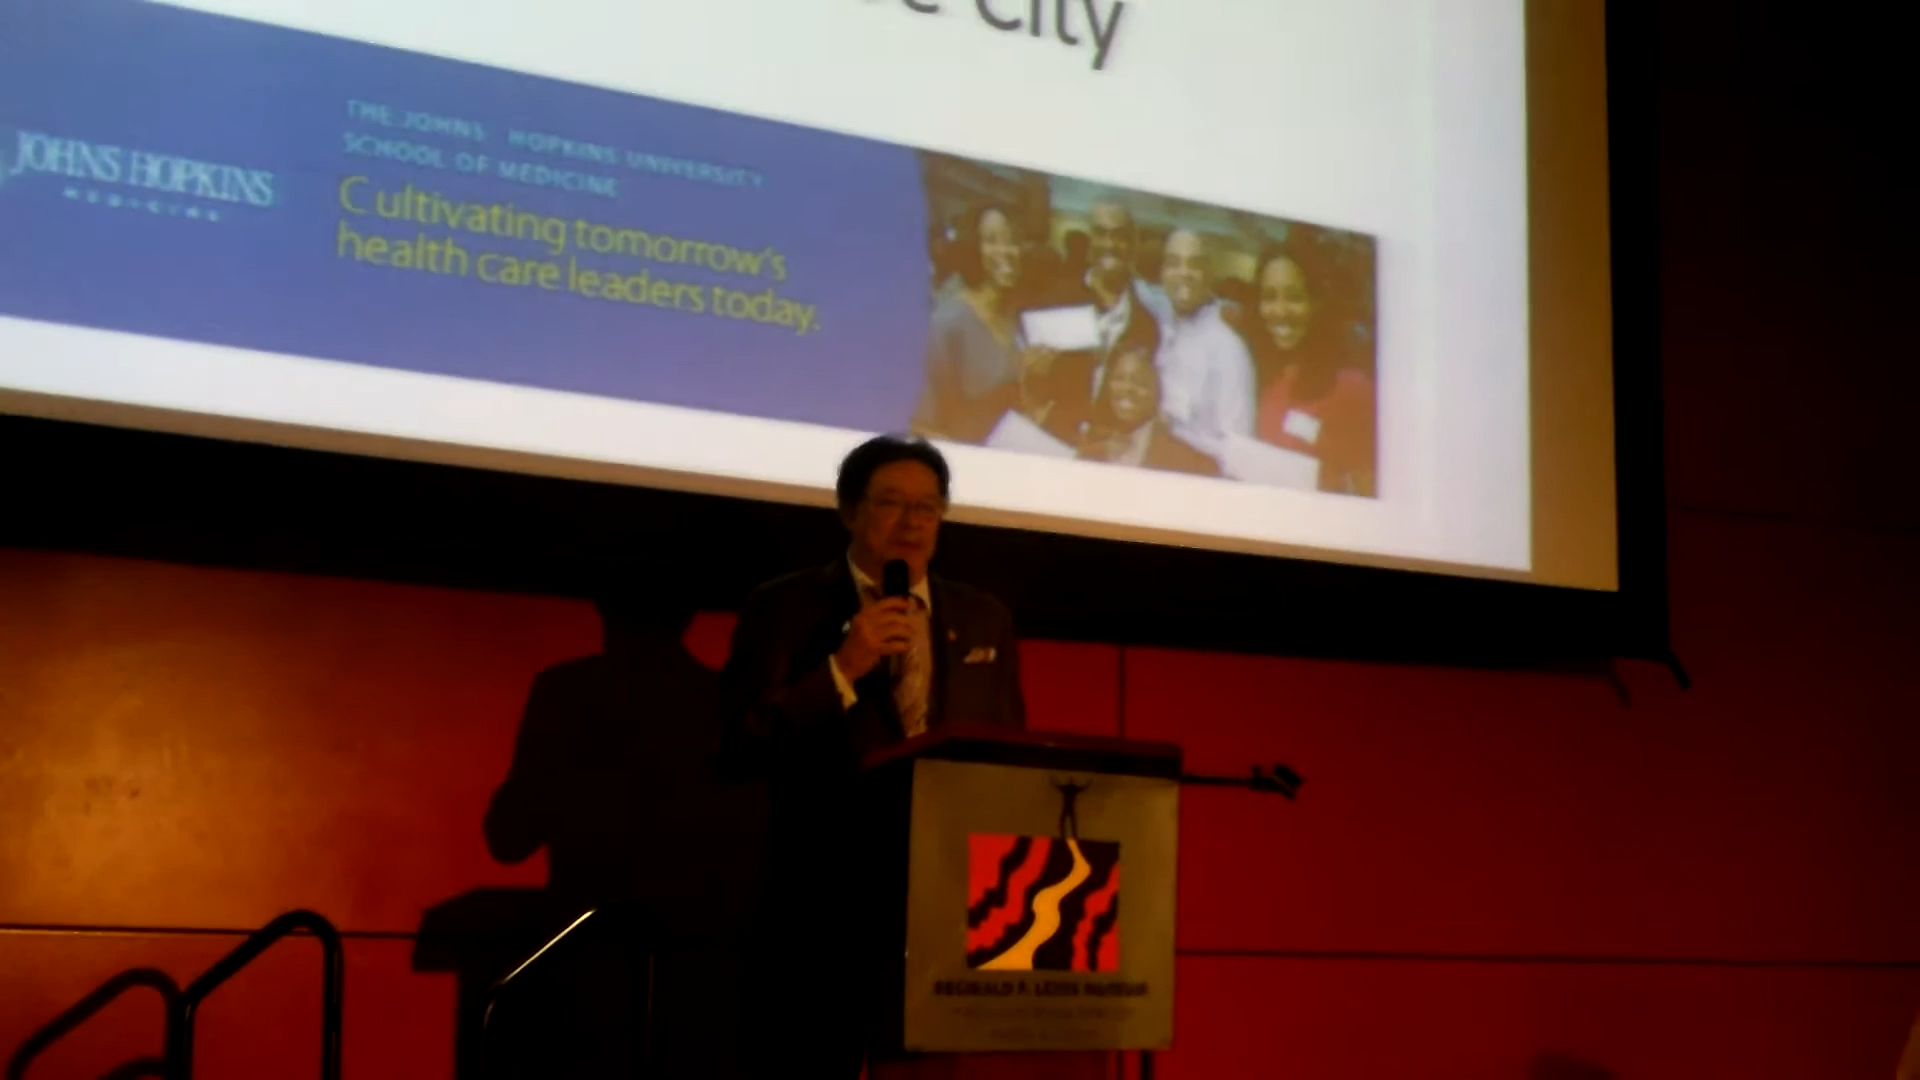 City
JOHNS HOPKINS
MEDICINE
THE JOHNS HOPKINS UNIVERSITY
SCHOOL OF MEDICINE
C ultivating tomorrow's
health care leaders today.
REGINALD F. LEWIS MUSEUM